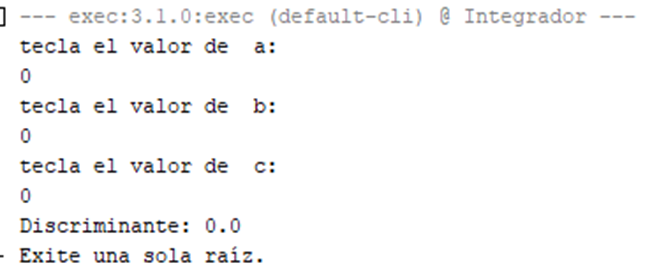 --- exec:3.1.0:exec (default-cli) @ Integrador ---
tecla el valor de  a:
0
tecla el valor de  b:
0
tecla el valor de  c:
0
Discriminante: 0.0
Exite una sola raíz.